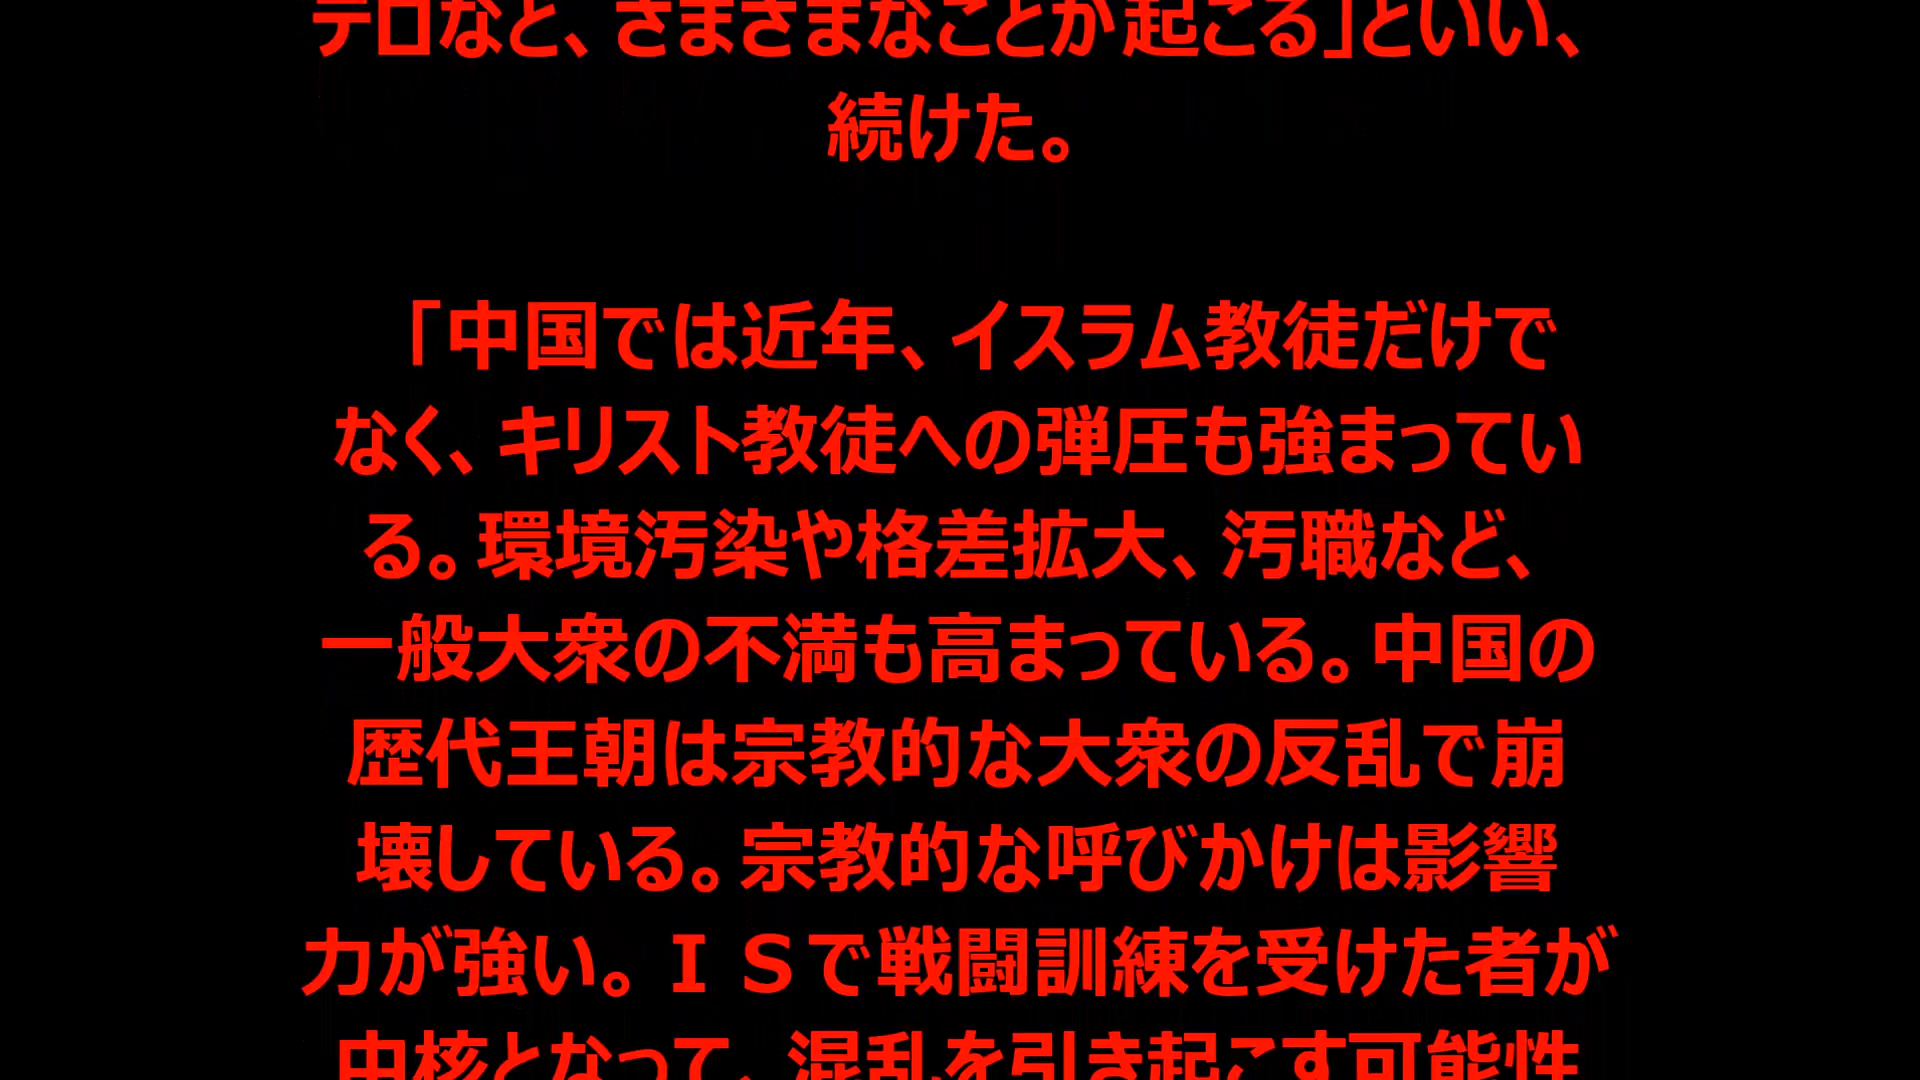 テロなど、さまざまなことが起こる」といい、
続けた。
「中国では近年、イスラム教徒だけで
なく、キリスト教徒への弾圧も強まってい
る。環境汚染や格差拡大、汚職など、
一般大衆の不満も高まっている。中国の
歴代王朝は宗教的な大衆の反乱で崩
壊している。宗教的な呼びかけは影響
力が強い。ＩＳで戦闘訓練を受けた者が
中核となって、混乱を引き起こす可能性